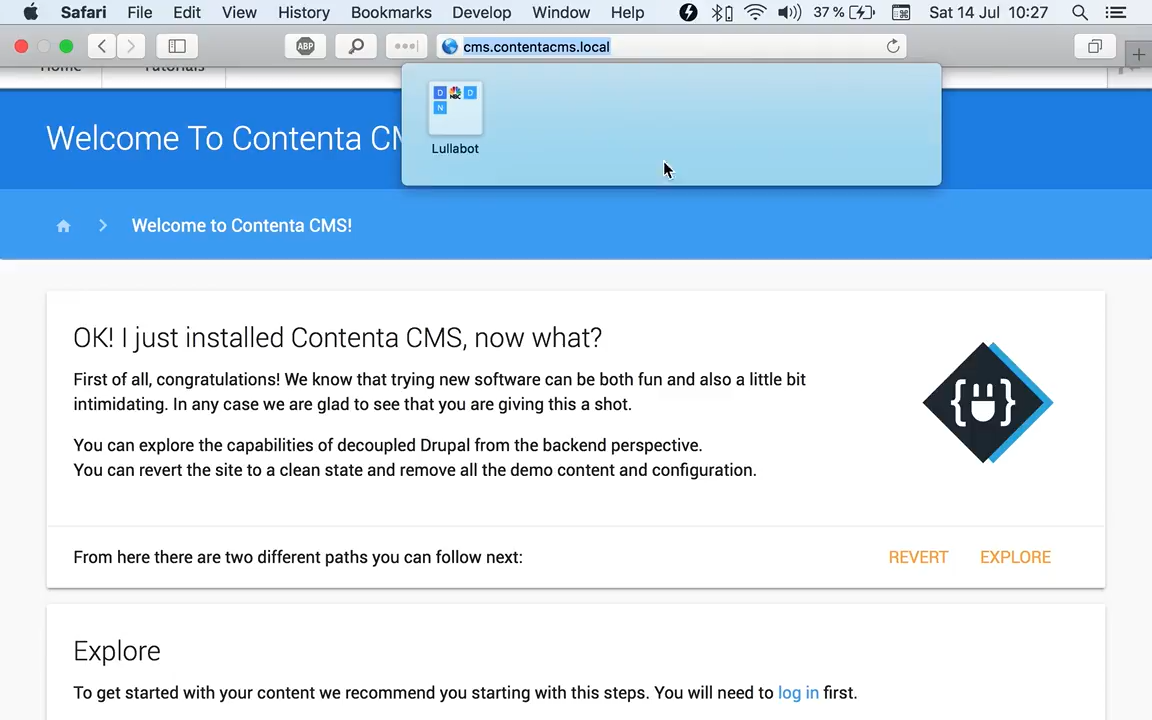 Safari File Edit View History Bookmarks Develop Window Help 37 % Sat 14 Jul 10:27
ABP cms.contentacms.local
Home Tutorials
D NBC D
N
Lullabot
Welcome To Contenta CM
Welcome to Contenta CMS!
OK! I just installed Contenta CMS, now what?
First of all, congratulations! We know that trying new software can be both fun and also a little bit
intimidating. In any case we are glad to see that you are giving this a shot.
You can explore the capabilities of decoupled Drupal from the backend perspective.
You can revert the site to a clean state and remove all the demo content and configuration.
From here there are two different paths you can follow next: REVERT EXPLORE
Explore
To get started with your content we recommend you starting with this steps. You will need to log in first.